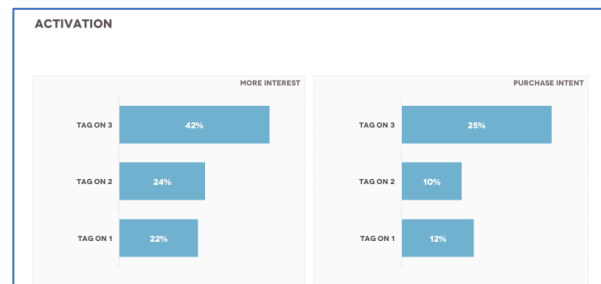 ACTIVATION
MORE INTEREST
TAG ON 3
42%
TAG ON 2
24%
TAG ON 1
22%
PURCHASE INTENT
TAG ON 3
25%
TAG ON 2
10%
TAG ON 1
12%